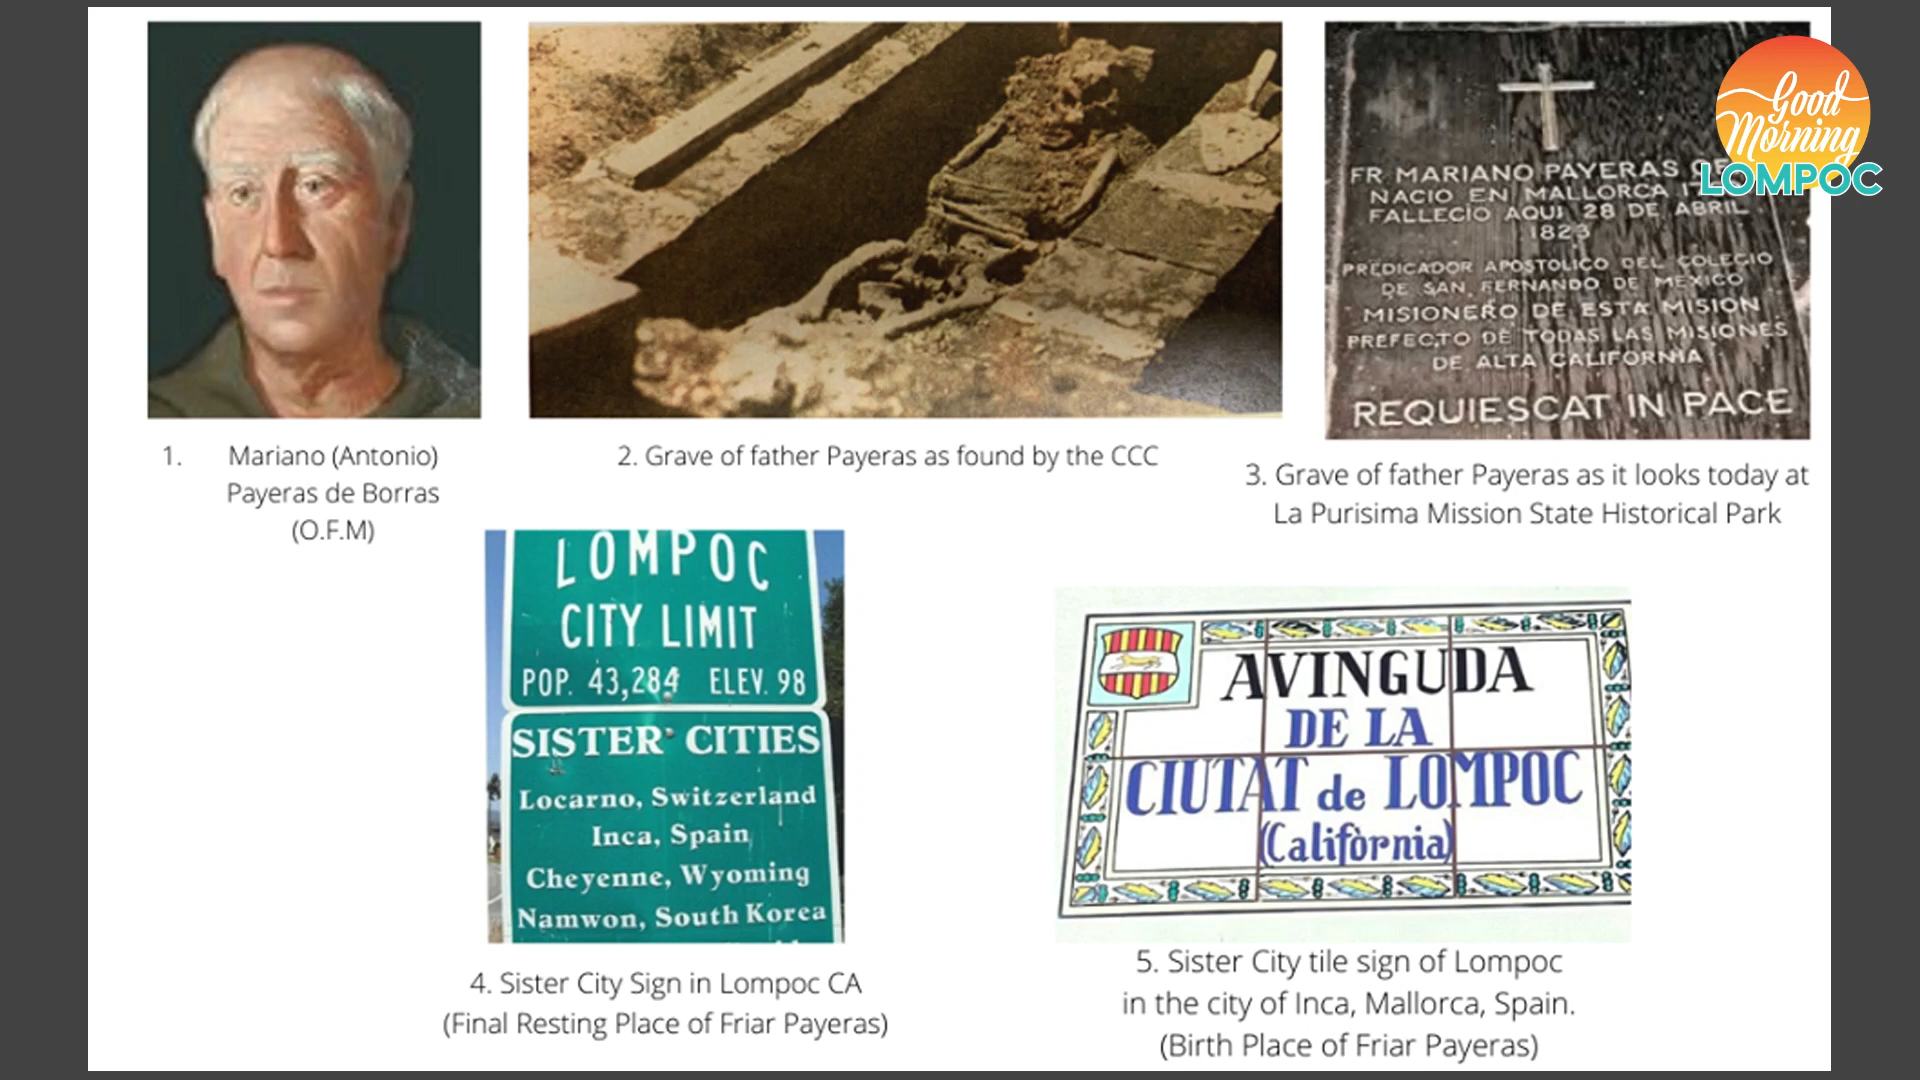 Good
Morning
LOMPOC
FR MARIANO PAYERAS
NACIO EN MALLORCA
FALLECIO AQUI 28 DE ABRIL
1823
PREDICADOR APOSTOLICO DEL COLEGIO
DE SAN FERNANDO DE MEXICO
MISIONERO DE ESTA MISION
PREFECTO DE TODAS LAS MISIONES
DE ALTA CALIFORNIA
REQUIESCAT IN PACE
1. Mariano (Antonio)
Payeras de Borras
(O.F.M)
2. Grave of father Payeras as found by the CCC
3. Grave of father Payeras as it looks today at
La Purisima Mission State Historical Park
LOMPOC
CITY LIMIT
POP. 43,284 ELEV. 98
SISTER CITIES
Locarno, Switzerland
Inca, Spain
Cheyenne, Wyoming
Namwon, South Korea
4. Sister City Sign in Lompoc CA
(Final Resting Place of Friar Payeras)
AVINGUDA
DE LA
CIUTAT de LOMPOC
(Califòrnia)
5. Sister City tile sign of Lompoc
in the city of Inca, Mallorca, Spain.
(Birth Place of Friar Payeras)